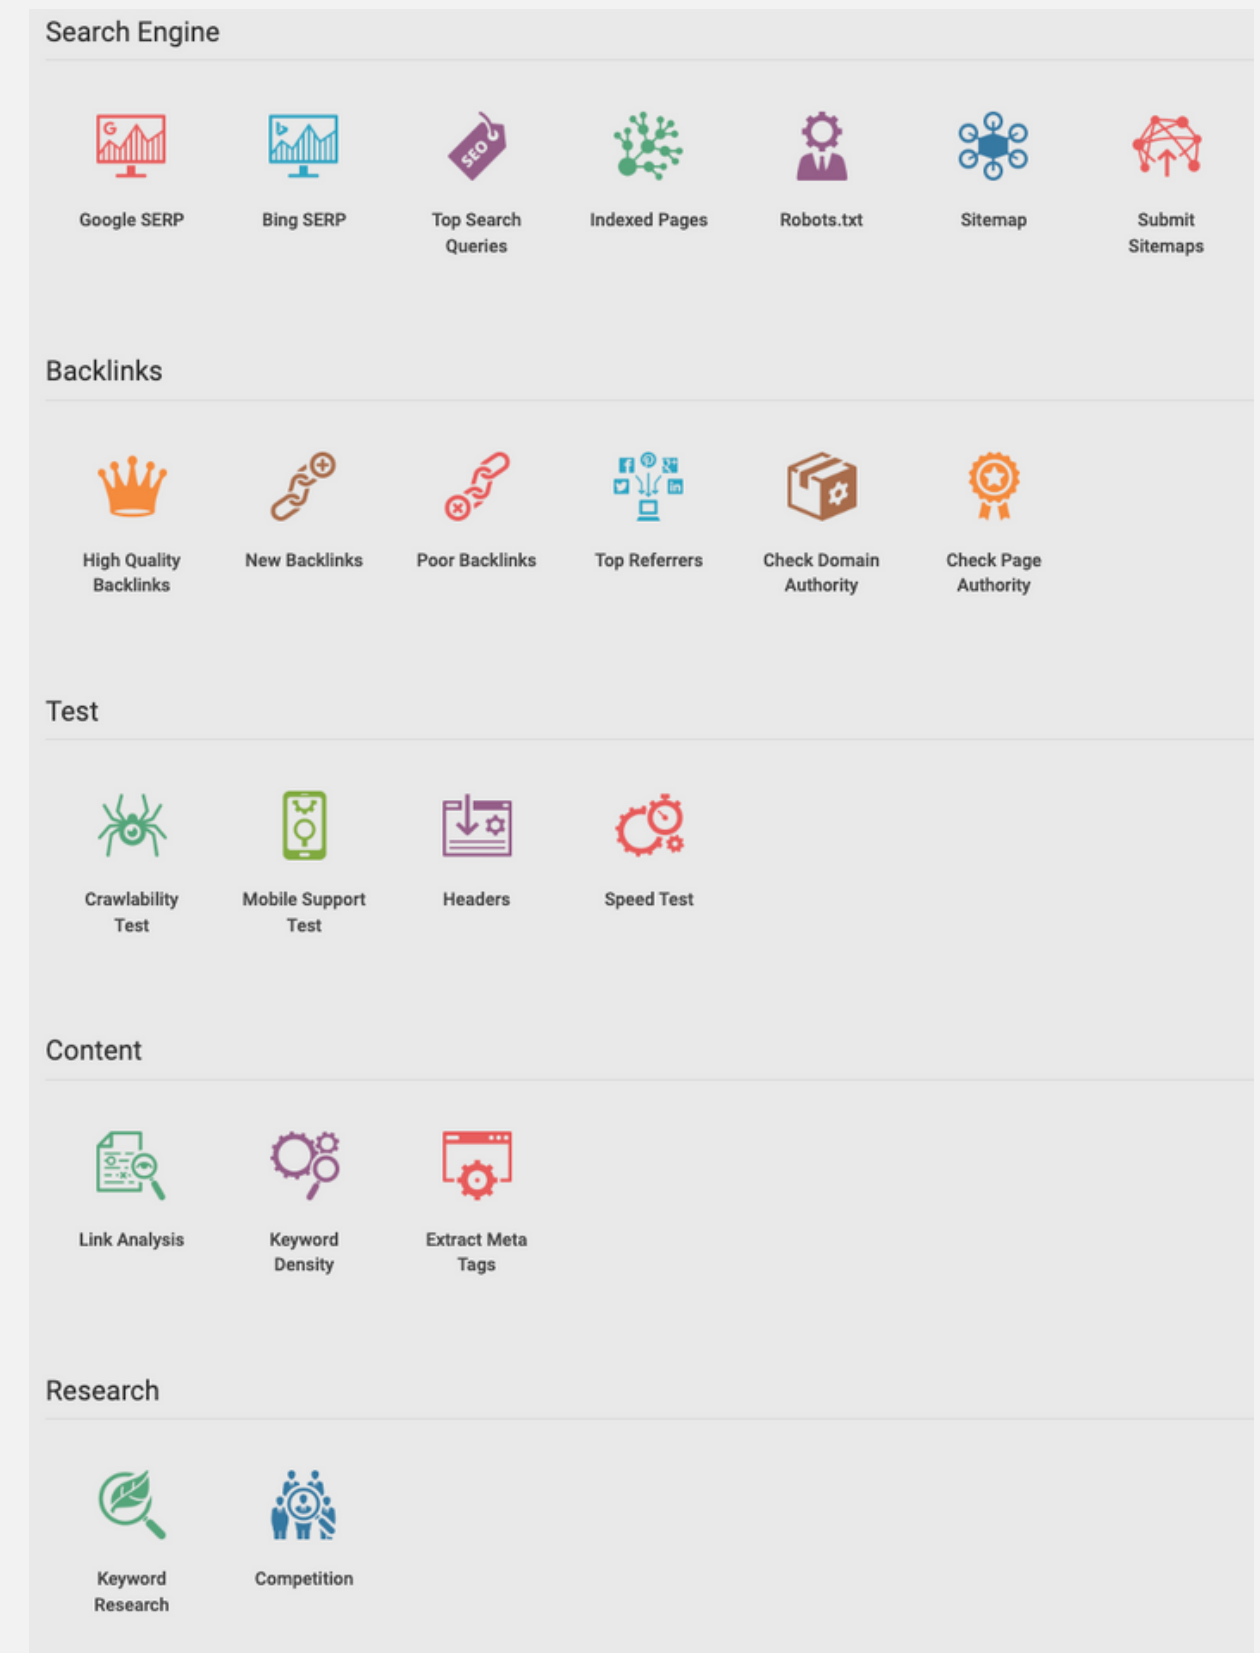 Search Engine
G
SEO
Google SERP
Bing SERP
Top Search
Queries
Indexed Pages
Robots.txt
Sitemap
Submit
Sitemaps
Backlinks
High Quality
Backlinks
New Backlinks
Poor Backlinks
Top Referrers
Check Domain
Authority
Check Page
Authority
Test
Crawlability
Test
Mobile Support
Test
Headers
Speed Test
Content
Link Analysis
Keyword
Density
Extract Meta
Tags
Research
Keyword
Research
Competition